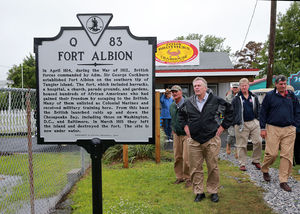 Q 83
FORT ALBION
In April 1814, during the War of 1812, British
forces commanded by Adm. Sir George Cockburn
established Fort Albion on the southern tip of
Tangier Island. The fort, which included barracks,
a hospital, a church, parade grounds, and gardens,
housed hundreds of African Americans who had
gained their freedom by escaping to the British.
Many of them enlisted as Colonial Marines and
received military training here. From this base
the British launched raids up and down the
Chesapeake Bay, including those on Washington,
D.C., and Baltimore. In March 1815 they left
the island and destroyed the fort. The site is
now under water.